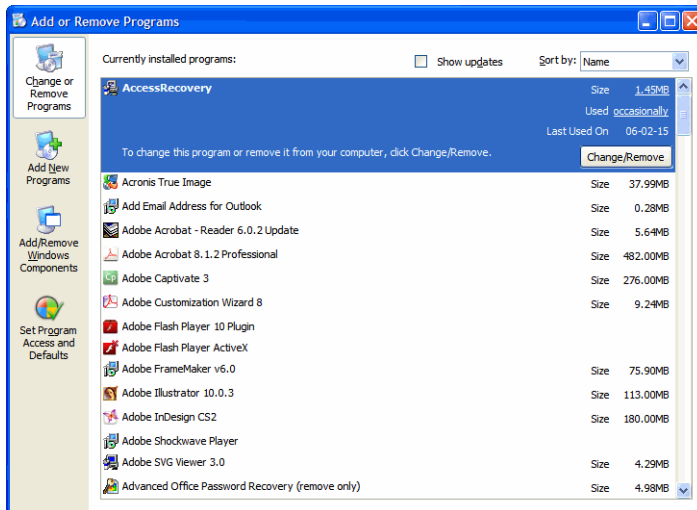 Add or Remove Programs
Change or
Remove
Programs
Add New
Programs
Add/Remove
Windows
Components
Set Program
Access and
Defaults
Currently installed programs:
Show updates
Sort by: Name
AccessRecovery Size 1.45MB
Used occasionally
Last Used On 06-02-15
To change this program or remove it from your computer, click Change/Remove. Change/Remove
Acronis True Image Size 37.99MB
Add Email Address for Outlook Size 0.28MB
Adobe Acrobat - Reader 6.0.2 Update Size 5.64MB
Adobe Acrobat 8.1.2 Professional Size 482.00MB
Adobe Captivate 3 Size 276.00MB
Adobe Customization Wizard 8 Size 9.24MB
Adobe Flash Player 10 Plugin
Adobe Flash Player ActiveX
Adobe FrameMaker v6.0 Size 75.90MB
Adobe Illustrator 10.0.3 Size 113.00MB
Adobe InDesign CS2 Size 180.00MB
Adobe Shockwave Player
Adobe SVG Viewer 3.0 Size 4.29MB
Advanced Office Password Recovery (remove only) Size 4.98MB